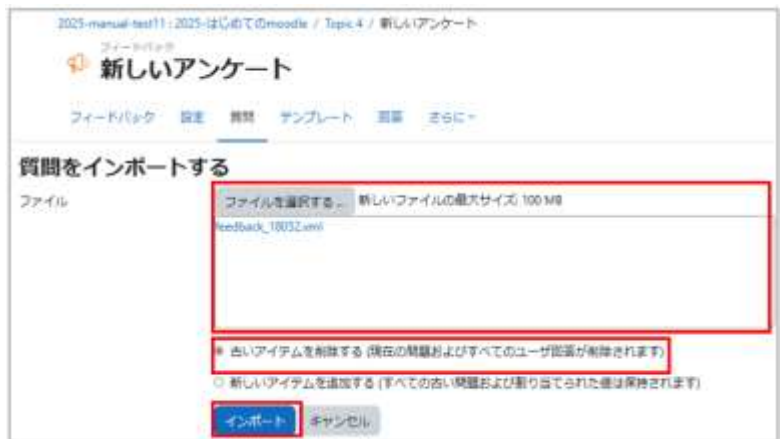 2025-manual-test11 : 2025-はじめてのmoodle / Topic 4 / 新しいアンケート
フィードバック
新しいアンケート
フィードバック 設定 質問 テンプレート 回答 さらに
質問をインポートする
ファイル
ファイルを選択する... 新しいファイルの最大サイズ: 100 MB
feedback_18052.xml
古いアイテムを削除する (現在の問題およびすべてのユーザ回答が削除されます)
新しいアイテムを追加する (すべての古い問題および割り当てられた値は保持されます)
インポート キャンセル